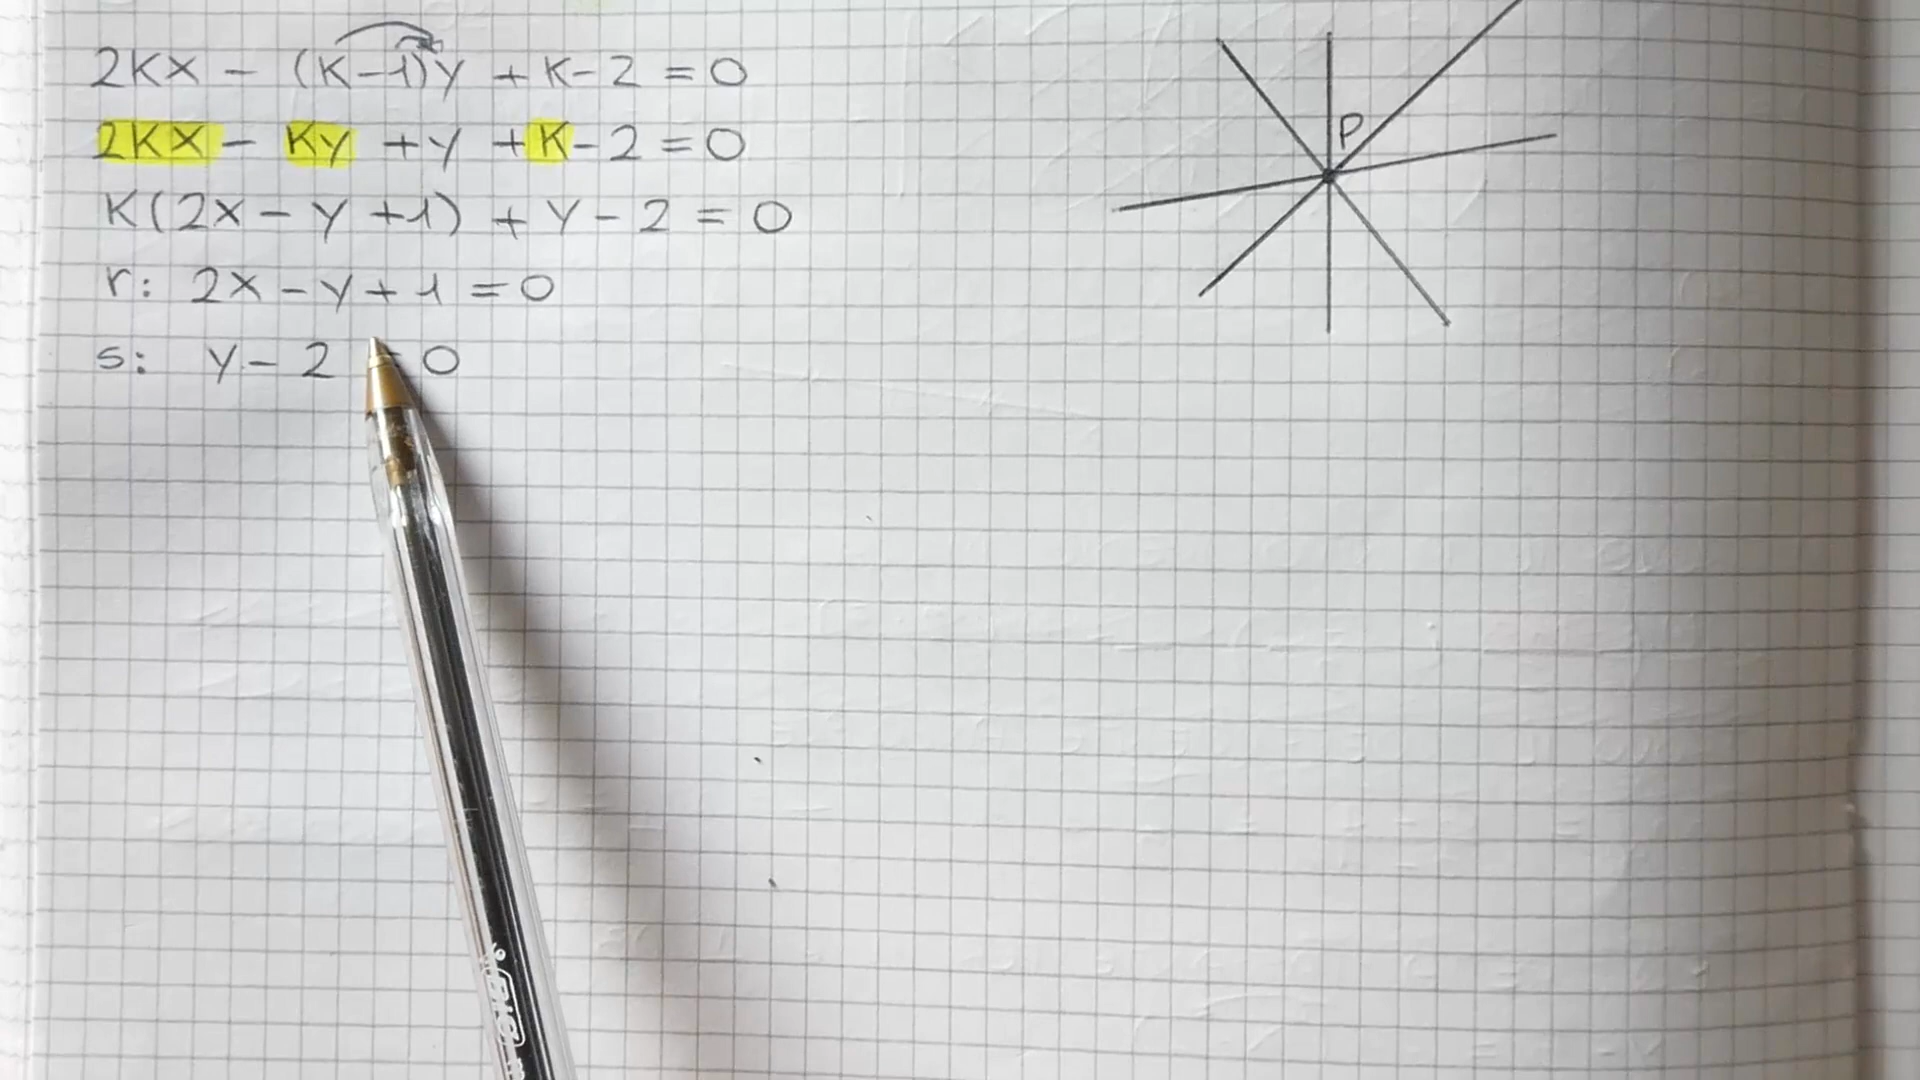 2KX - (K-1)Y + K-2 = 0
2KX - KY + Y + K - 2 = 0
K(2X - Y + 1) + Y - 2 = 0
r: 2X - Y + 1 = 0
s: Y - 2 = 0
P
BIC